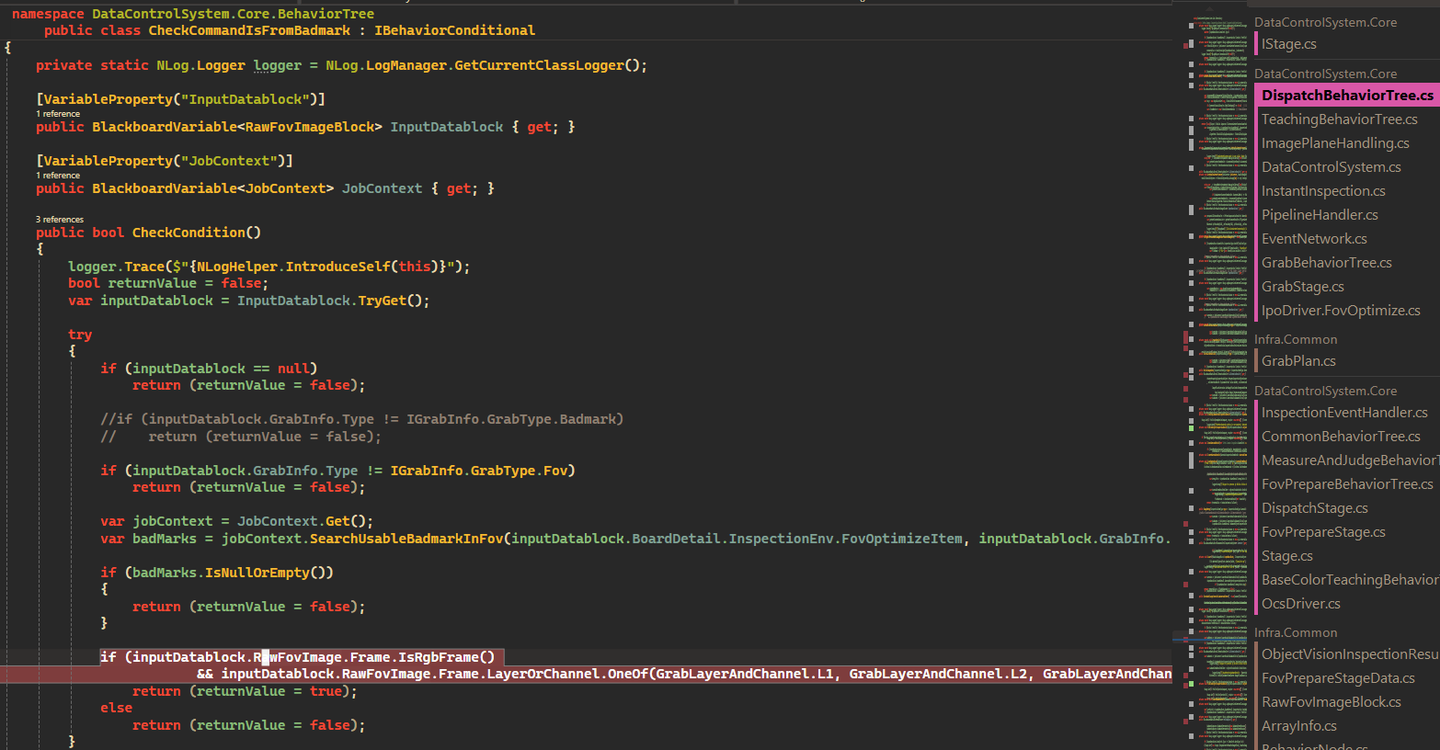 namespace DataControlSystem.Core.BehaviorTree
public class CheckCommandIsFromBadmark : IBehaviorConditional
{
private static NLog.Logger logger = NLog.LogManager.GetCurrentClassLogger();
[VariableProperty("InputDatablock")]
1 reference
public BlackboardVariable<RawFovImageBlock> InputDatablock { get; }
[VariableProperty("JobContext")]
1 reference
public BlackboardVariable<JobContext> JobContext { get; }
3 references
public bool CheckCondition()
{
logger.Trace($"{NLogHelper.IntroduceSelf(this)}");
bool returnValue = false;
var inputDatablock = InputDatablock.TryGet();
try
{
if (inputDatablock == null)
return (returnValue = false);
//if (inputDatablock.GrabInfo.Type != IGrabInfo.GrabType.Badmark)
//    return (returnValue = false);
if (inputDatablock.GrabInfo.Type != IGrabInfo.GrabType.Fov)
return (returnValue = false);
var jobContext = JobContext.Get();
var badMarks = jobContext.SearchUsableBadmarkInFov(inputDatablock.BoardDetail.InspectionEnv.FovOptimizeItem, inputDatablock.GrabInfo.
if (badMarks.IsNullOrEmpty())
{
return (returnValue = false);
}
if (inputDatablock.RawFovImage.Frame.IsRgbFrame()
&& inputDatablock.RawFovImage.Frame.LayerOrChannel.OneOf(GrabLayerAndChannel.L1, GrabLayerAndChannel.L2, GrabLayerAndChan
return (returnValue = true);
else
return (returnValue = false);
}
DataControlSystem.Core
IStage.cs
DataControlSystem.Core
DispatchBehaviorTree.cs
TeachingBehaviorTree.cs
ImagePlaneHandling.cs
DataControlSystem.cs
InstantInspection.cs
PipelineHandler.cs
EventNetwork.cs
GrabBehaviorTree.cs
GrabStage.cs
IpoDriver.FovOptimize.cs
Infra.Common
GrabPlan.cs
DataControlSystem.Core
InspectionEventHandler.cs
CommonBehaviorTree.cs
MeasureAndJudgeBehaviorT
FovPrepareBehaviorTree.cs
DispatchStage.cs
FovPrepareStage.cs
Stage.cs
BaseColorTeachingBehavior
OcsDriver.cs
Infra.Common
ObjectVisionInspectionResu
FovPrepareStageData.cs
RawFovImageBlock.cs
ArrayInfo.cs
BehaviorNode.cs